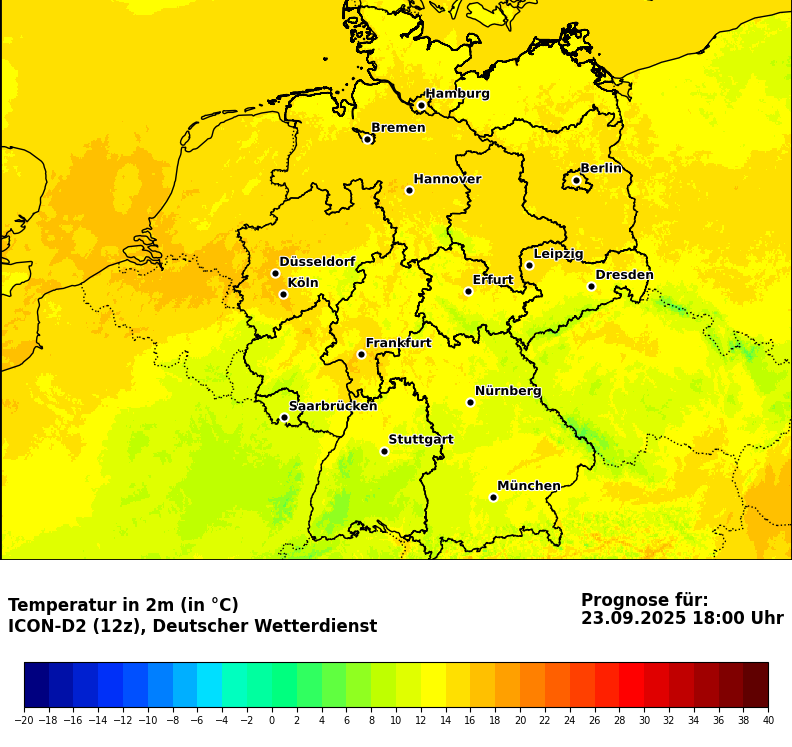 Hamburg
Bremen
Berlin
Hannover
Leipzig
Düsseldorf
Dresden
Köln
Erfurt
Frankfurt
Nürnberg
Saarbrücken
Stuttgart
München
Temperatur in 2m (in °C)
ICON-D2 (12z), Deutscher Wetterdienst
Prognose für:
23.09.2025 18:00 Uhr
−20 −18 −16 −14 −12 −10 −8 −6 −4 −2 0 2 4 6 8 10 12 14 16 18 20 22 24 26 28 30 32 34 36 38 40